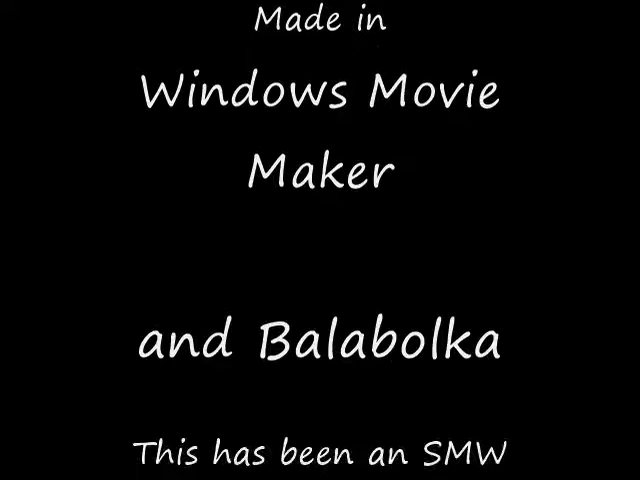 Made in
Windows Movie
Maker
and Balabolka
This has been an SMW